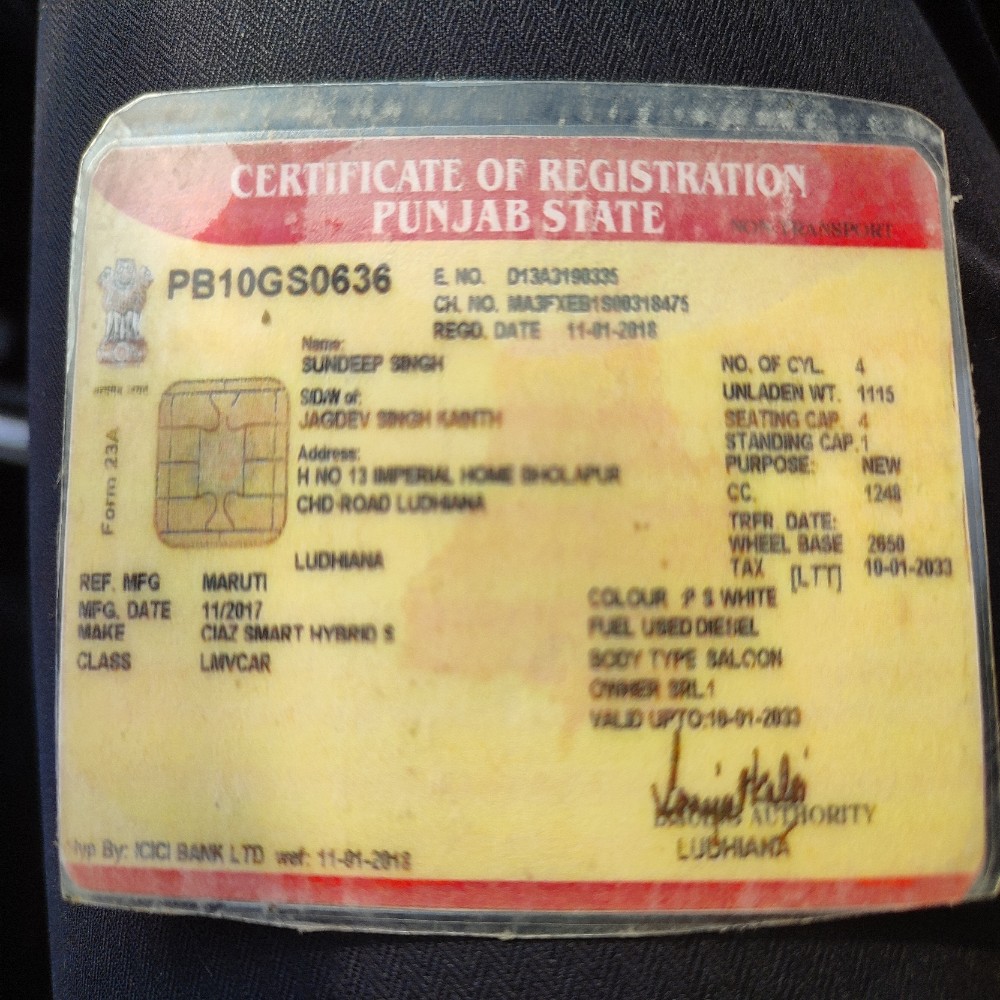 CERTIFICATE OF REGISTRATION
PUNJAB STATE
NON TRANSPORT
PB10GS0636
E. NO. D13A3190335
CH. NO. MA3FXEB1S00318475
REGD. DATE 11-01-2018
Name:
SUNDEEP SINGH
S/D/W of:
JAGDEV SINGH KAINTH
Address:
H NO 13 IMPERIAL HOME BHOLAPUR
CHD ROAD LUDHIANA
LUDHIANA
Form 23A
NO. OF CYL. 4
UNLADEN WT. 1115
SEATING CAP. 4
STANDING CAP.1
PURPOSE: NEW
CC. 1248
TRFR DATE:
WHEEL BASE 2650
TAX [LTT] 10-01-2033
REF. MFG MARUTI
MFG. DATE 11/2017
MAKE CIAZ SMART HYBRID S
CLASS LMVCAR
COLOUR P S WHITE
FUEL USED DIESEL
BODY TYPE SALOON
OWNER SRL 1
VALID UPTO:10-01-2033
AUTHORITY
LUDHIANA
By: ICICI BANK LTD wef: 11-01-2018